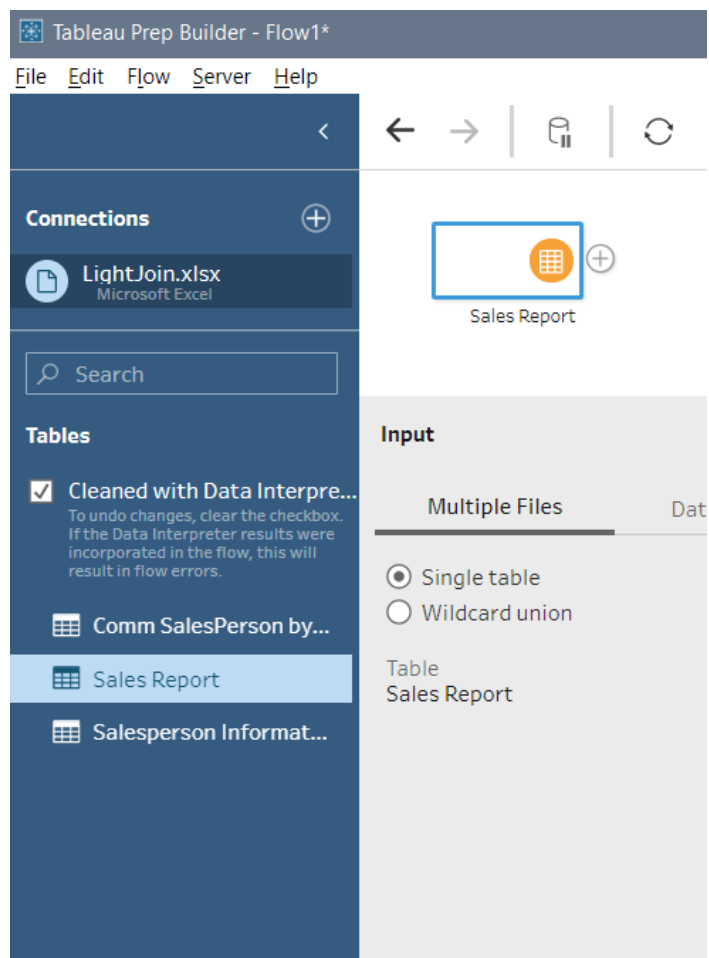 Tableau Prep Builder - Flow1*
File Edit Flow Server Help
Connections
LightJoin.xlsx
Microsoft Excel
Sales Report
Search
Tables
Input
Cleaned with Data Interpre...
To undo changes, clear the checkbox.
If the Data Interpreter results were
incorporated in the flow, this will
result in flow errors.
Multiple Files
Dat
Single table
Wildcard union
Comm SalesPerson by...
Sales Report
Salesperson Informat...
Table
Sales Report